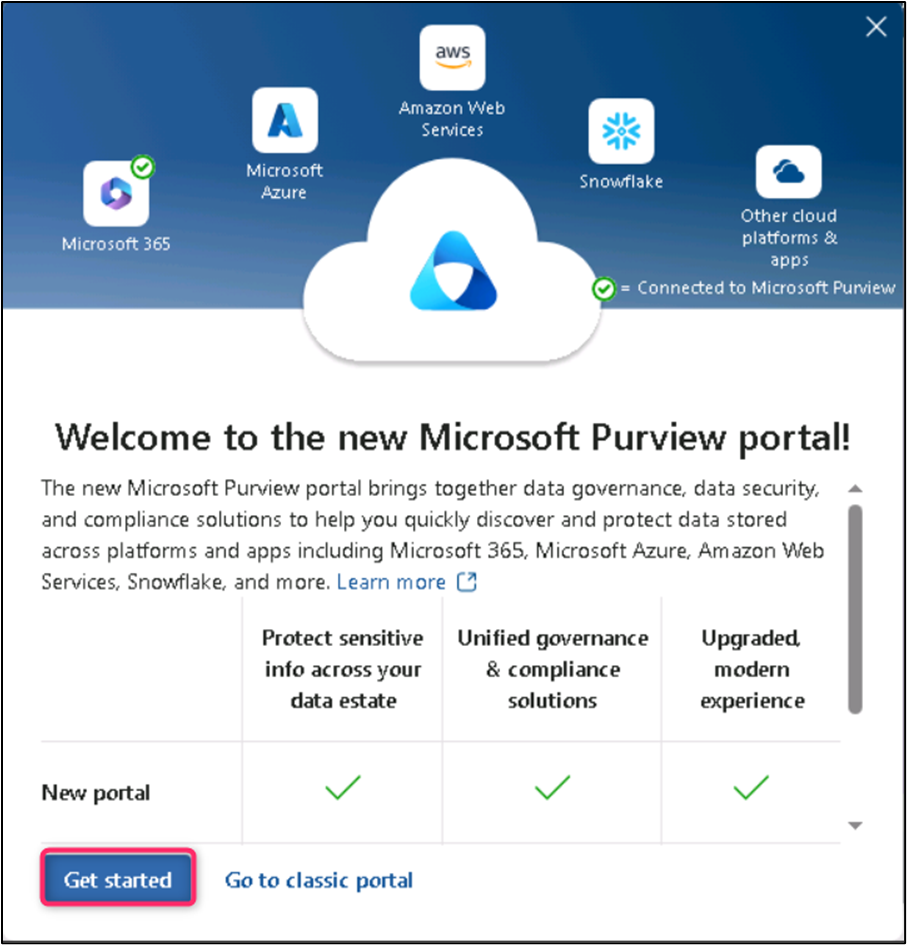 aws
Amazon Web
Services
Microsoft
Azure
Snowflake
Microsoft 365
Other cloud
platforms &
apps
= Connected to Microsoft Purview
Welcome to the new Microsoft Purview portal!
The new Microsoft Purview portal brings together data governance, data security,
and compliance solutions to help you quickly discover and protect data stored
across platforms and apps including Microsoft 365, Microsoft Azure, Amazon Web
Services, Snowflake, and more. Learn more
Protect sensitive
info across your
data estate
Unified governance
& compliance
solutions
Upgraded,
modern
experience
New portal
Get started
Go to classic portal